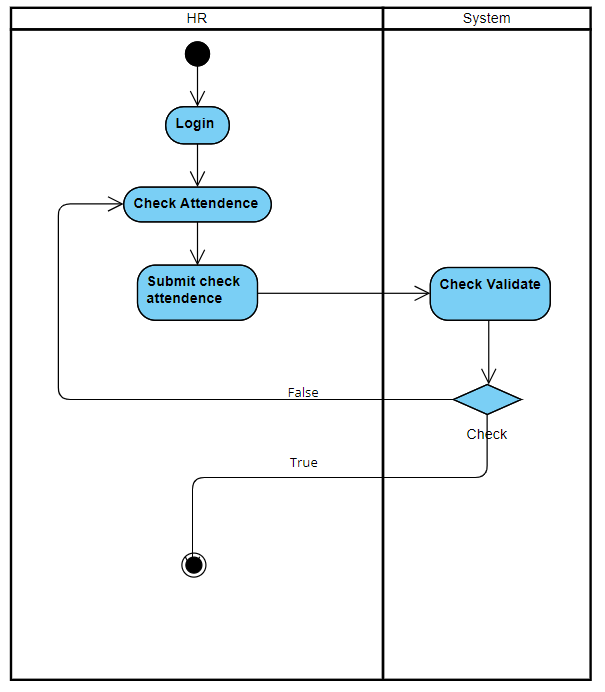 HR
System
Login
Check Attendence
Submit check
attendence
Check Validate
False
Check
True